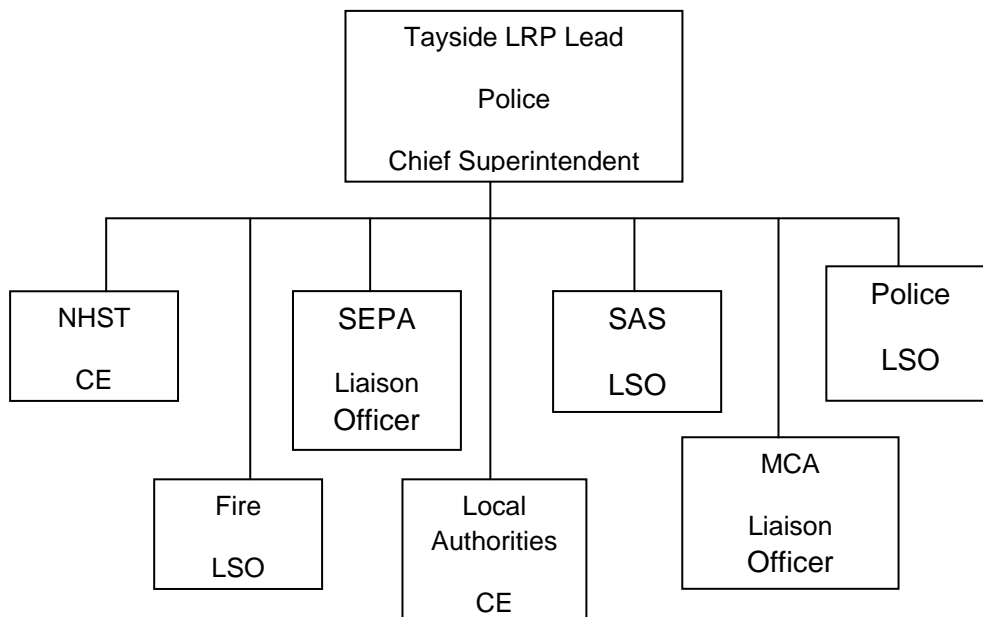 Tayside LRP Lead
Police
Chief Superintendent
NHST
CE
SEPA
Liaison
Officer
SAS
LSO
Police
LSO
Fire
LSO
Local
Authorities
CE
MCA
Liaison
Officer